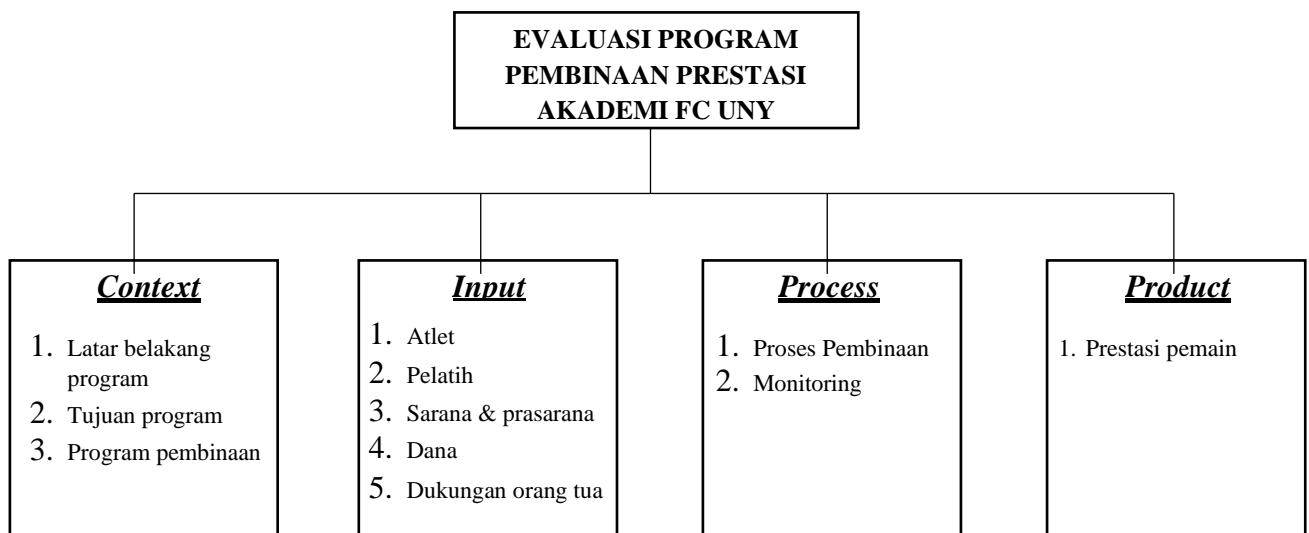 EVALUASI PROGRAM
PEMBINAAN PRESTASI
AKADEMI FC UNY
Context
1. Latar belakang
program
2. Tujuan program
3. Program pembinaan
Input
1. Atlet
2. Pelatih
3. Sarana & prasarana
4. Dana
5. Dukungan orang tua
Process
1. Proses Pembinaan
2. Monitoring
Product
1. Prestasi pemain